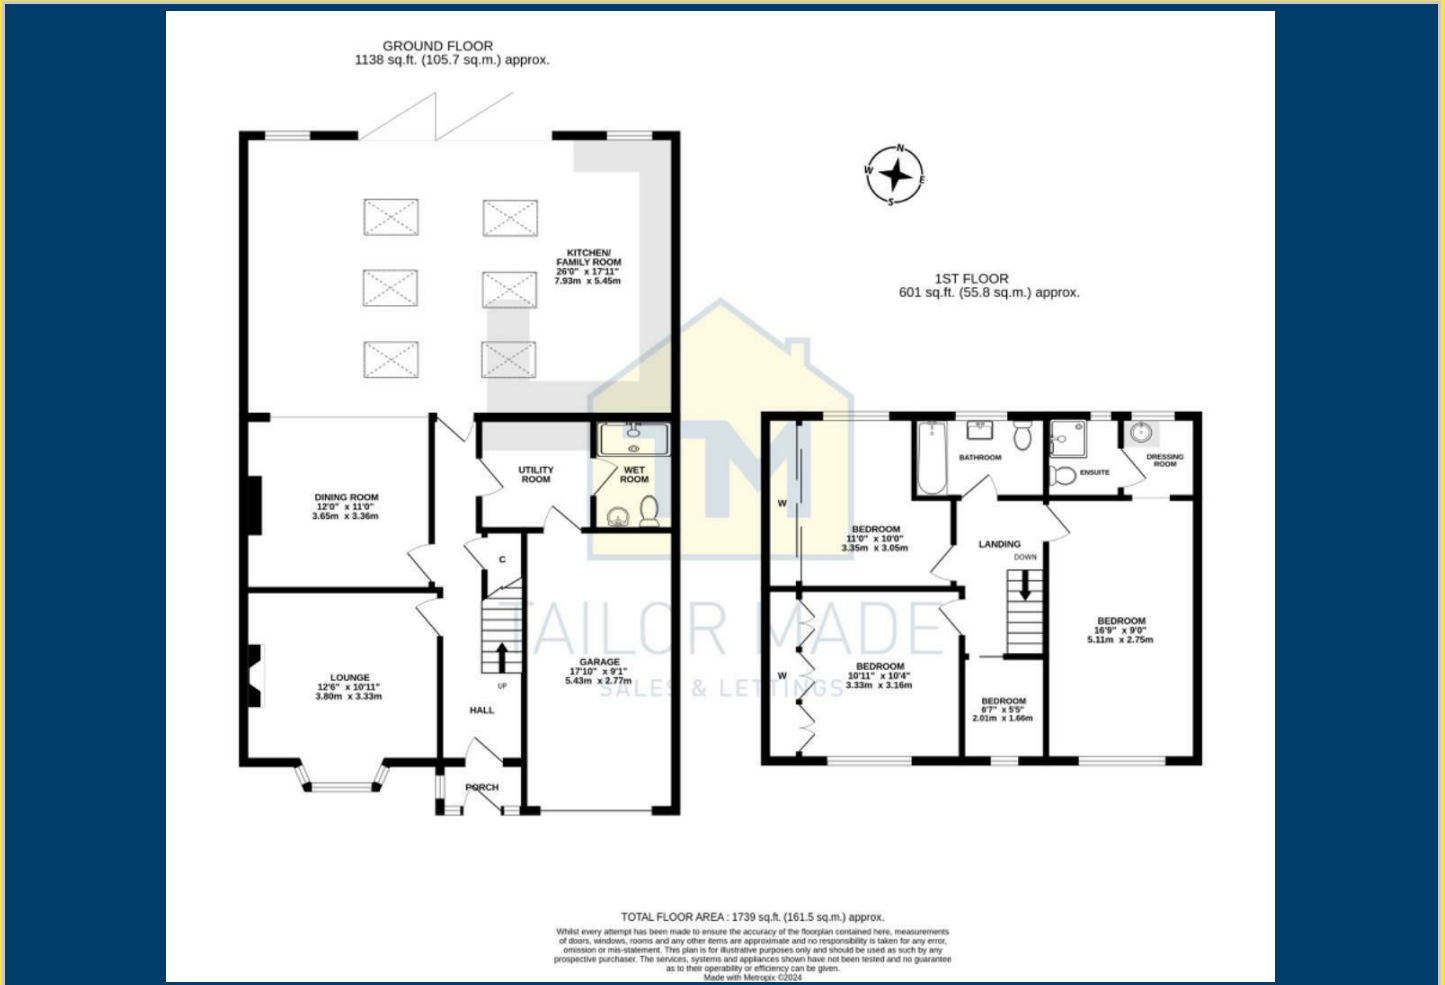 GROUND FLOOR
1138 sq.ft. (105.7 sq.m.) approx.
N
W
E
S
KITCHEN/
FAMILY ROOM
26'0" x 17'11"
7.93m x 5.45m
1ST FLOOR
601 sq.ft. (55.8 sq.m.) approx.
UTILITY
ROOM
WET
ROOM
DINING ROOM
12'0" x 11'0"
3.65m x 3.36m
C
LOUNGE
12'6" x 10'11"
3.80m x 3.33m
UP
HALL
GARAGE
17'10" x 9'1"
5.43m x 2.77m
PORCH
BATHROOM
ENSUITE
DRESSING
ROOM
W
BEDROOM
11'0" x 10'0"
3.35m x 3.05m
LANDING
DOWN
BEDROOM
16'9" x 9'0"
5.11m x 2.75m
W
BEDROOM
10'11" x 10'4"
3.33m x 3.16m
BEDROOM
6'7" x 5'5"
2.01m x 1.66m
TM
TAILOR MADE
SALES & LETTINGS
TOTAL FLOOR AREA : 1739 sq.ft. (161.5 sq.m.) approx.
Whilst every attempt has been made to ensure the accuracy of the floorplan contained here, measurements
of doors, windows, rooms and any other items are approximate and no responsibility is taken for any error,
omission or mis-statement. This plan is for illustrative purposes only and should be used as such by any
prospective purchaser. The services, systems and appliances shown have not been tested and no guarantee
as to their operability or efficiency can be given.
Made with Metropix ©2024